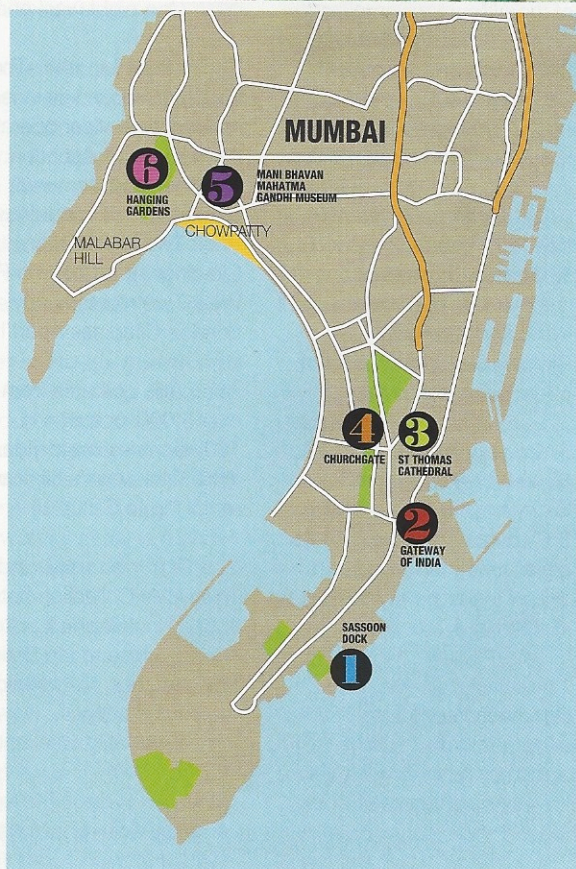 MUMBAI
6
HANGING
GARDENS
5
MANI BHAVAN
MAHATMA
GANDHI MUSEUM
CHOWPATTY
MALABAR
HILL
4
CHURCHGATE
3
ST THOMAS
CATHEDRAL
2
GATEWAY
OF INDIA
SASSOON
DOCK
1